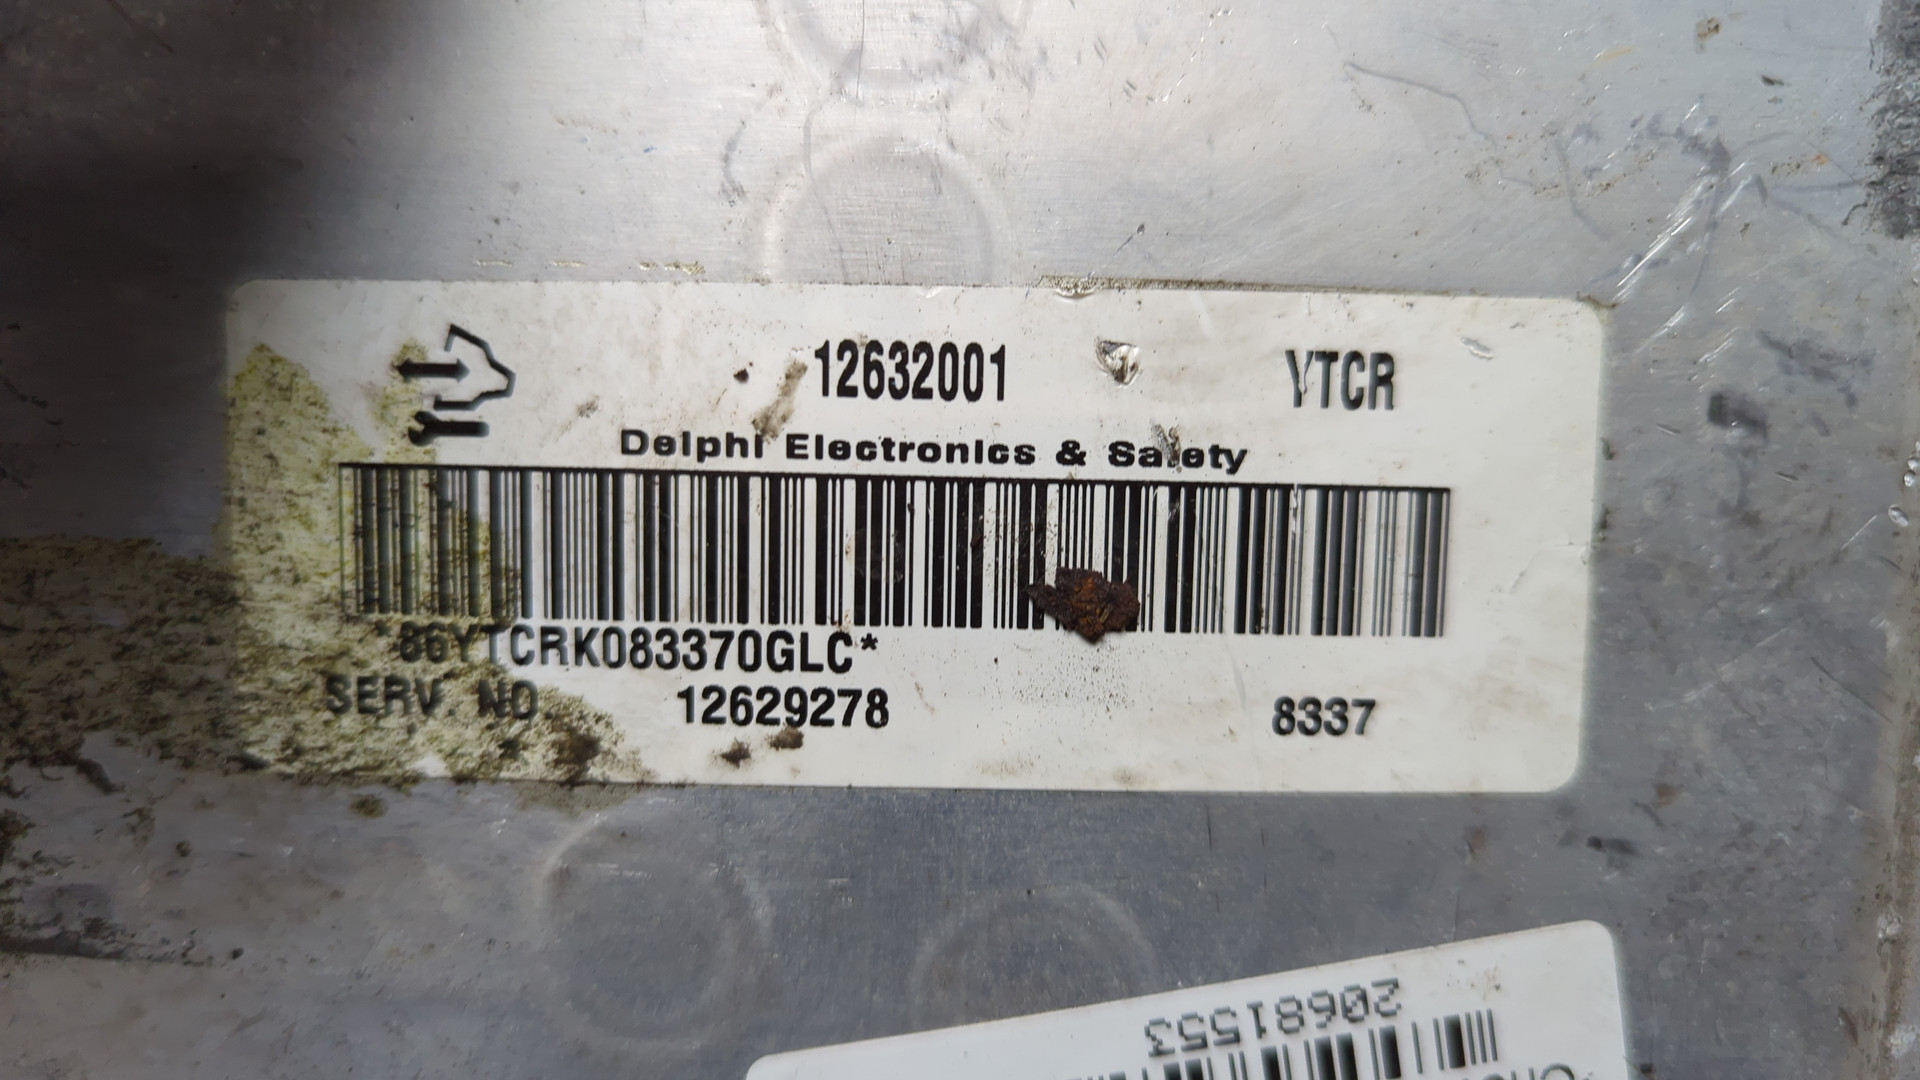 12632001 YTCR
Delphi Electronics & Safety
*86YTCRK083370GLC*
SERV. NO 12629278 8337
20681553